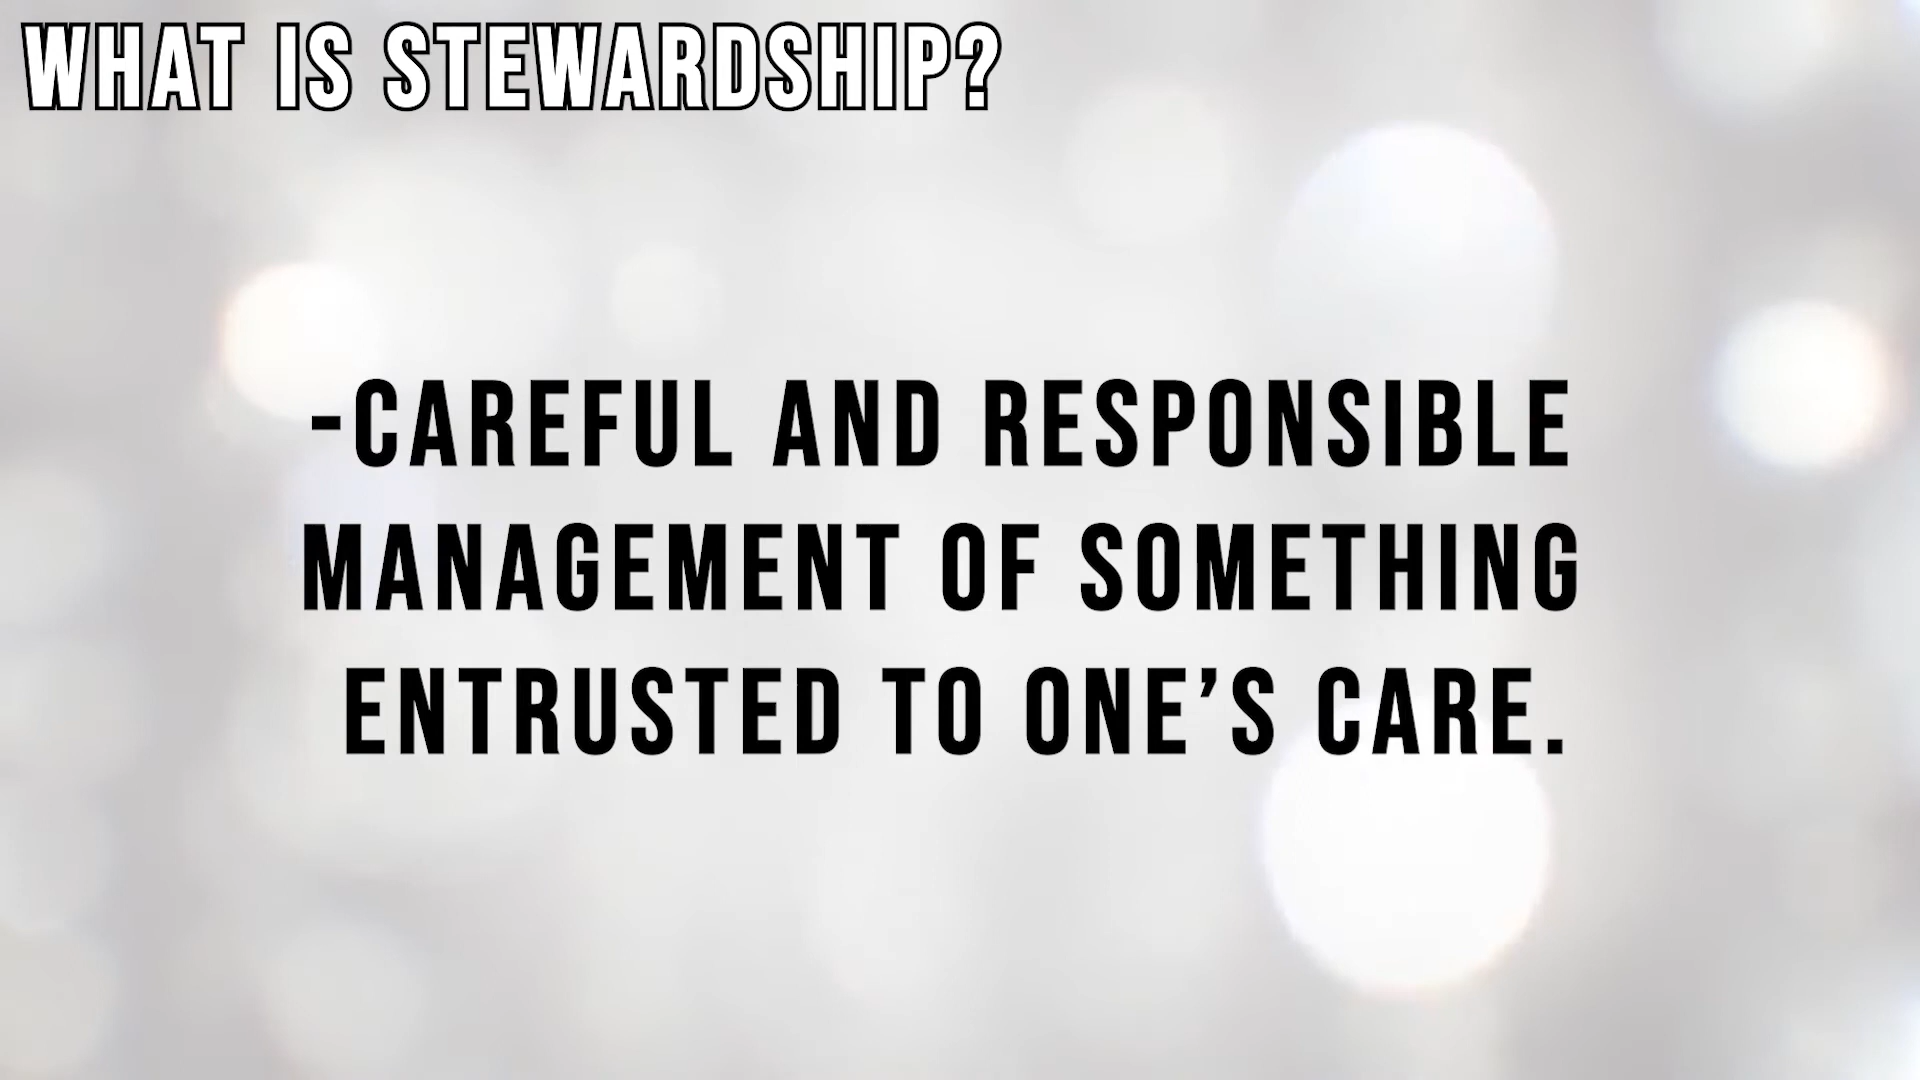 WHAT IS STEWARDSHIP?
-CAREFUL AND RESPONSIBLE
MANAGEMENT OF SOMETHING
ENTRUSTED TO ONE’S CARE.